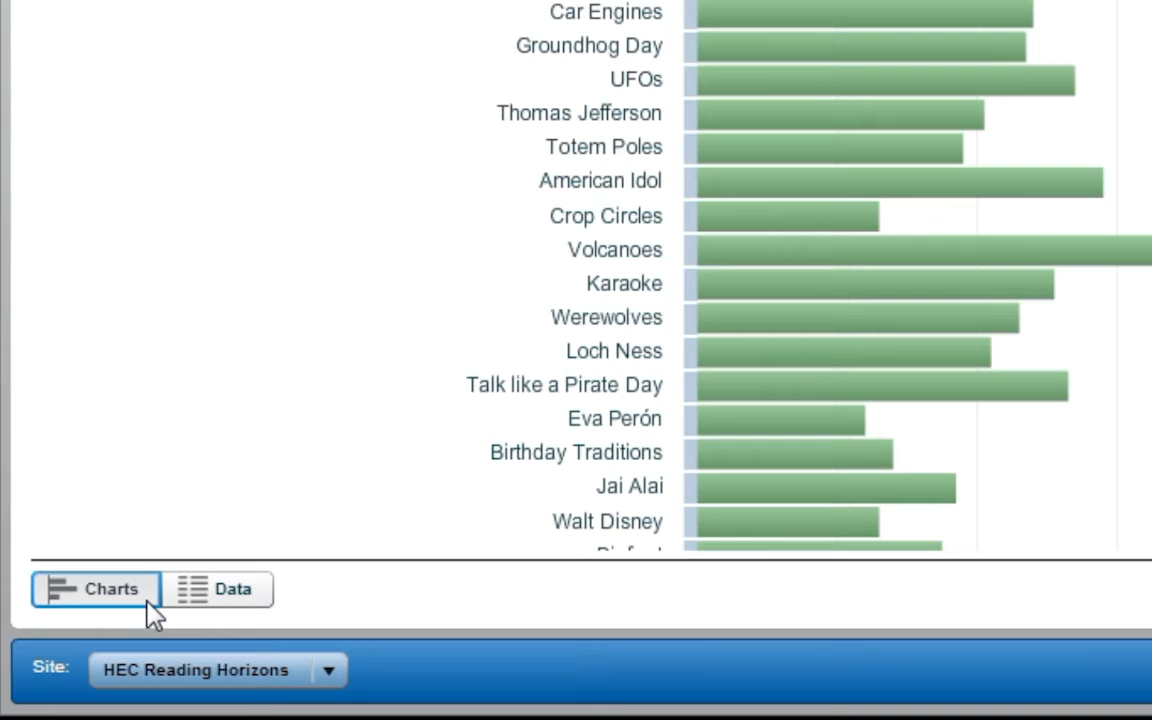 Car Engines
Groundhog Day
UFOs
Thomas Jefferson
Totem Poles
American Idol
Crop Circles
Volcanoes
Karaoke
Werewolves
Loch Ness
Talk like a Pirate Day
Eva Perón
Birthday Traditions
Jai Alai
Walt Disney
Charts Data
Site: HEC Reading Horizons